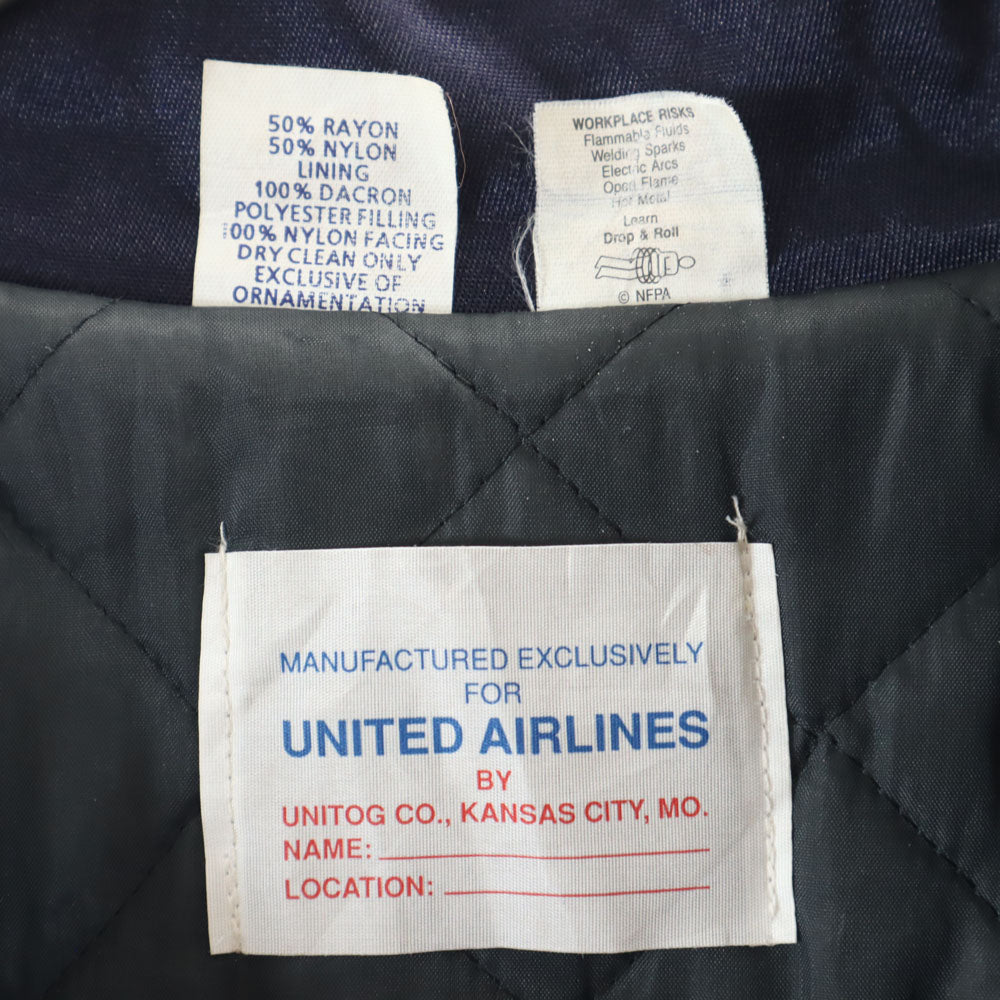 50% RAYON
50% NYLON
LINING
100% DACRON
POLYESTER FILLING
100% NYLON FACING
DRY CLEAN ONLY
EXCLUSIVE OF
ORNAMENTATION
WORKPLACE RISKS
Flammable Fluids
Welding Sparks
Electric Arcs
Open Flame
Hot Metal
Learn
Drop & Roll
© NFPA
MANUFACTURED EXCLUSIVELY
FOR
UNITED AIRLINES
BY
UNITOG CO., KANSAS CITY, MO.
NAME:
LOCATION: